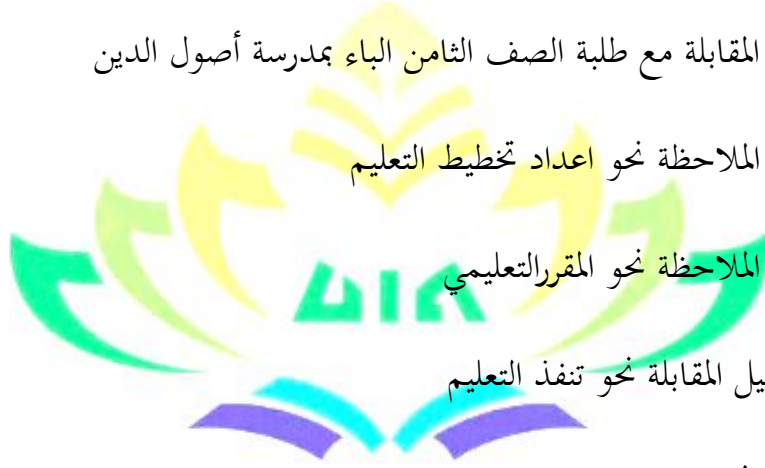 المقابلة مع طلبة الصف الثامن الباء بمدرسة أصول الدين
الملاحظة نحو اعداد تخطيط التعليم
الملاحظة نحو المقررالتعليمي
المقابلة نحو تنفذ التعليم